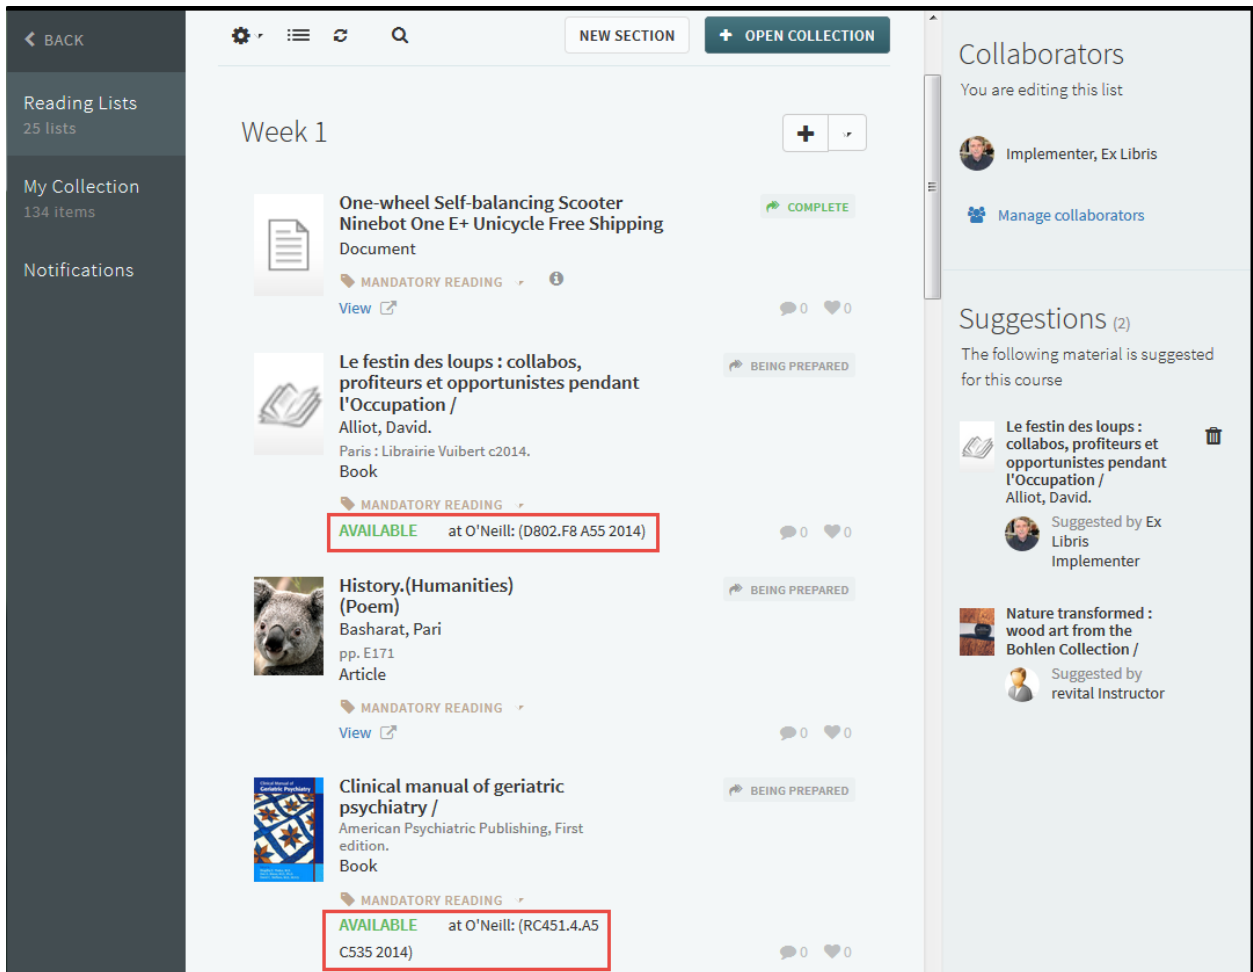 BACK
Reading Lists
25 lists
My Collection
134 items
Notifications
NEW SECTION
+ OPEN COLLECTION
Week 1
One-wheel Self-balancing Scooter
Ninebot One E+ Unicycle Free Shipping
Document
COMPLETE
MANDATORY READING
View
0 0
Le festin des loups : collabos,
profiteurs et opportunistes pendant
l'Occupation /
Alliot, David.
Paris : Librairie Vuibert c2014.
Book
BEING PREPARED
MANDATORY READING
AVAILABLE at O'Neill: (D802.F8 A55 2014)
0 0
History.(Humanities)
(Poem)
Basharat, Pari
pp. E171
Article
BEING PREPARED
MANDATORY READING
View
0 0
Clinical Manual of
Geriatric Psychiatry
Clinical manual of geriatric
psychiatry /
American Psychiatric Publishing, First
edition.
Book
BEING PREPARED
MANDATORY READING
AVAILABLE at O'Neill: (RC451.4.A5
C535 2014)
0 0
Collaborators
You are editing this list
Implementer, Ex Libris
Manage collaborators
Suggestions (2)
The following material is suggested
for this course
Le festin des loups :
collabos, profiteurs et
opportunistes pendant
l'Occupation /
Alliot, David.
Suggested by Ex
Libris
Implementer
Nature transformed :
wood art from the
Bohlen Collection /
Suggested by
revital Instructor